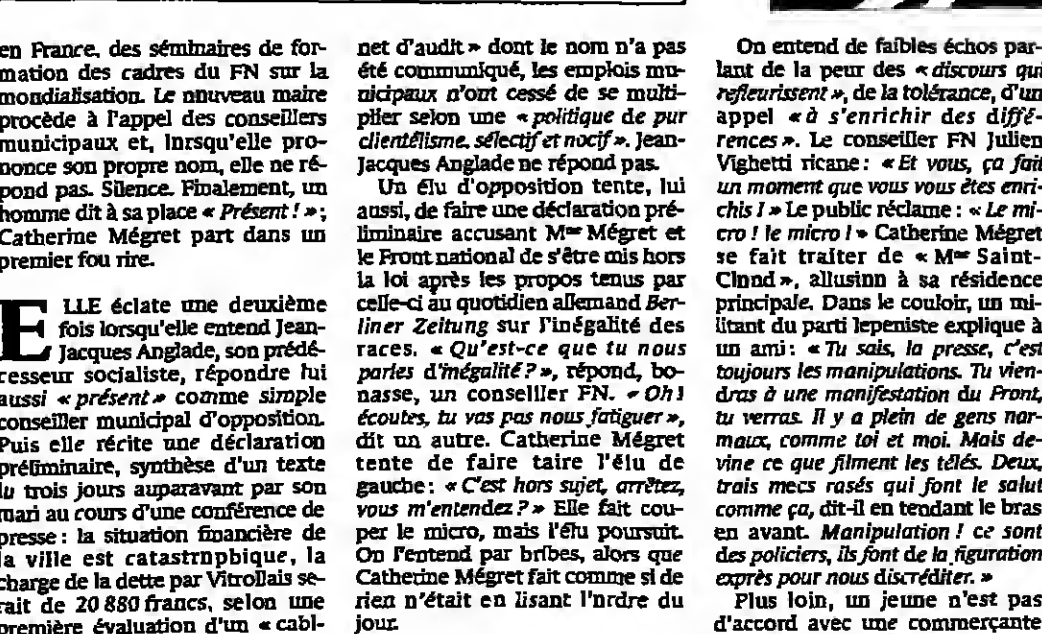 en France, des séminaires de for-
mation des cadres du FN sur la
mondialisation. Le nouveau maire
procède à l'appel des conseillers
municipaux et, lorsqu'elle pro-
nonce son propre nom, elle ne ré-
pond pas. Silence. Finalement, un
homme dit à sa place « Présent ! » ;
Catherine Mégret part dans un
premier fou rire.
ELLE éclate une deuxième
fois lorsqu'elle entend Jean-
Jacques Anglade, son prédé-
cesseur socialiste, répondre lui
aussi « présent » comme simple
conseiller municipal d'opposition.
Puis elle récite une déclaration
préliminaire, synthèse d'un texte
lu trois jours auparavant par son
mari au cours d'une conférence de
presse : la situation financière de
la ville est catastrophique, la
charge de la dette par Vitrollais se-
rait de 20 880 francs, selon une
première évaluation d'un « cabi-
net d'audit » dont le nom n'a pas
été communiqué, les emplois mu-
nicipaux n'ont cessé de se multi-
plier selon une « politique de pur
clientélisme, sélectif et nocif ». Jean-
Jacques Anglade ne répond pas.
Un élu d'opposition tente, lui
aussi, de faire une déclaration pré-
liminaire accusant Mme Mégret et
le Front national de s'être mis hors
la loi après les propos tenus par
celle-ci au quotidien allemand Ber-
liner Zeitung sur l'inégalité des
races. « Qu'est-ce que tu nous
parles d'inégalité ? », répond, bo-
nasse, un conseiller FN. « Oh !
écoutes, tu vas pas nous fatiguer »,
dit un autre. Catherine Mégret
tente de faire taire l'élu de
gauche : « C'est hors sujet, arrêtez,
vous m'entendez ? » Elle fait cou-
per le micro, mais l'élu poursuit.
On l'entend par bribes, alors que
Catherine Mégret fait comme si de
rien n'était en lisant l'ordre du
jour.
On entend de faibles échos par-
lant de la peur des « discours qui
refleurissent », de la tolérance, d'un
appel « à s'enrichir des diffé-
rences ». Le conseiller FN Julien
Vighetti ricane : « Et vous, ça fait
un moment que vous vous êtes enri-
chis ! » Le public réclame : « Le mi-
cro ! le micro ! » Catherine Mégret
se fait traiter de « Mme Saint-
Cloud », allusion à sa résidence
principale. Dans le couloir, un mi-
litant du parti lepeniste explique à
un ami : « Tu sais, la presse, c'est
toujours les manipulations. Tu vien-
dras à une manifestation du Front,
tu verras. Il y a plein de gens nor-
maux, comme toi et moi. Mais de-
vine ce que filment les télés. Deux,
trois mecs rasés qui font le salut
comme ça, dit-il en tendant le bras
en avant. Manipulation ! ce sont
des policiers, ils font de la figuration
exprès pour nous discréditer. »
Plus loin, un jeune n'est pas
d'accord avec une commerçante